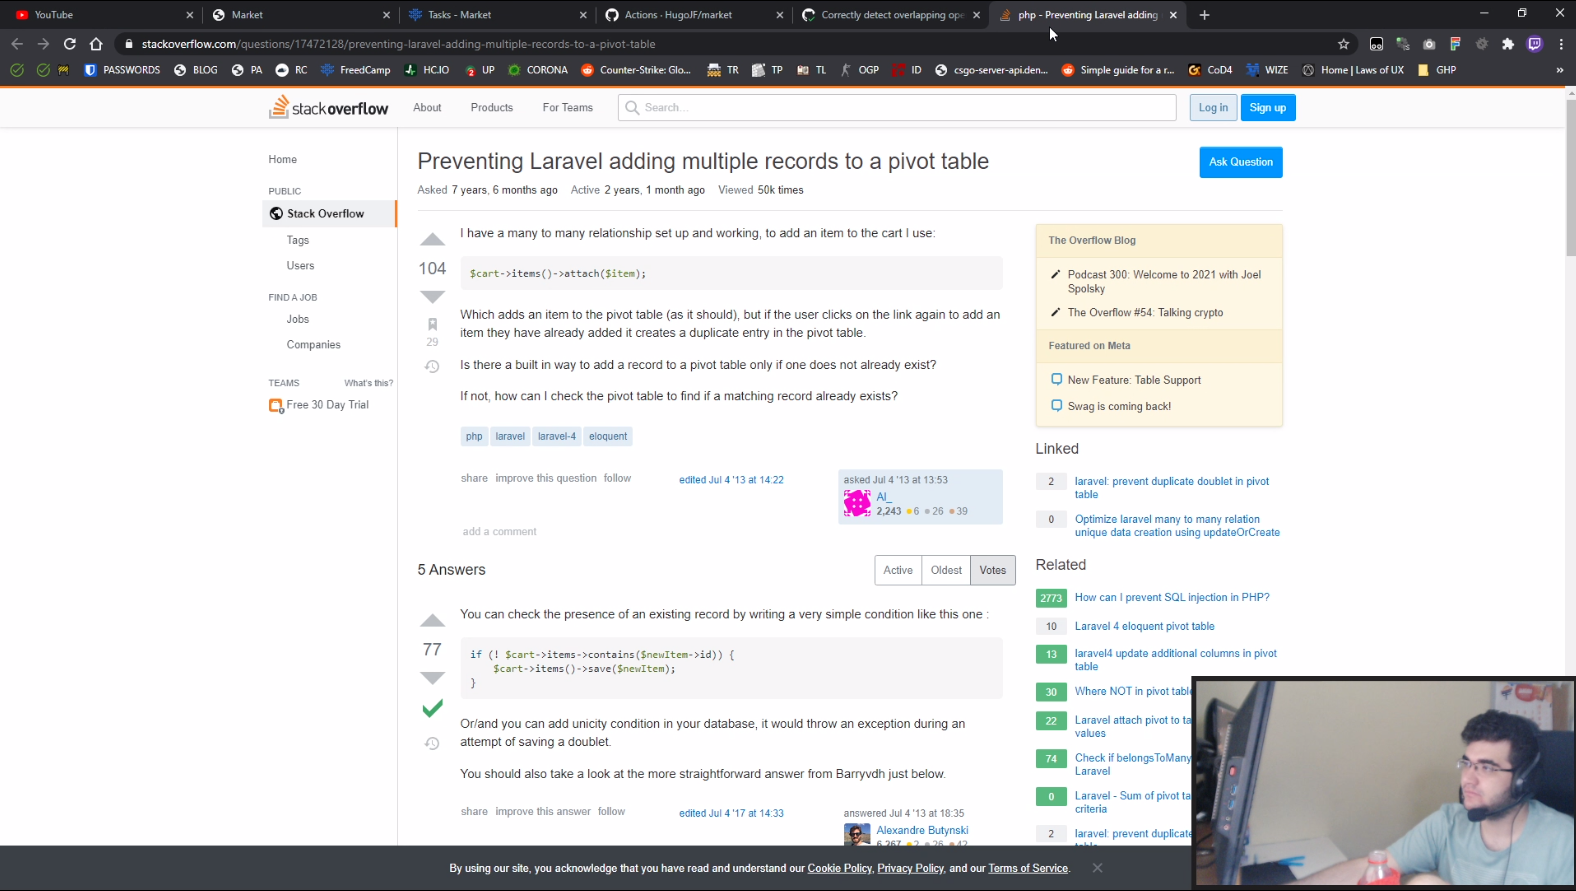 YouTube
Market
Tasks - Market
Actions · HugoJF/market
Correctly detect overlapping ope
php - Preventing Laravel adding
stackoverflow.com/questions/17472128/preventing-laravel-adding-multiple-records-to-a-pivot-table
PASSWORDS
BLOG
PA
RC
FreedCamp
HC.IO
UP
CORONA
Counter-Strike: Glo...
TR
TP
TL
OGP
ID
csgo-server-api.den...
Simple guide for a r...
CoD4
WIZE
Home | Laws of UX
GHP
»
stackoverflow
About
Products
For Teams
Search...
Log in
Sign up
Home
PUBLIC
Stack Overflow
Tags
Users
FIND A JOB
Jobs
Companies
TEAMS
What's this?
Free 30 Day Trial
Preventing Laravel adding multiple records to a pivot table
Ask Question
Asked 7 years, 6 months ago Active 2 years, 1 month ago Viewed 50k times
104
29
I have a many to many relationship set up and working, to add an item to the cart I use:
$cart->items()->attach($item);
Which adds an item to the pivot table (as it should), but if the user clicks on the link again to add an
item they have already added it creates a duplicate entry in the pivot table.
Is there a built in way to add a record to a pivot table only if one does not already exist?
If not, how can I check the pivot table to find if a matching record already exists?
php laravel laravel-4 eloquent
share improve this question follow
edited Jul 4 '13 at 14:22
asked Jul 4 '13 at 13:53
Al_
2,243 6 26 39
add a comment
5 Answers
Active
Oldest
Votes
77
You can check the presence of an existing record by writing a very simple condition like this one :
if (! $cart->items->contains($newItem->id)) {
$cart->items()->save($newItem);
}
Or/and you can add unicity condition in your database, it would throw an exception during an
attempt of saving a doublet.
You should also take a look at the more straightforward answer from Barryvdh just below.
share improve this answer follow
edited Jul 4 '17 at 14:33
answered Jul 4 '13 at 18:35
Alexandre Butynski
6,267 2 26 42
The Overflow Blog
Podcast 300: Welcome to 2021 with Joel
Spolsky
The Overflow #54: Talking crypto
Featured on Meta
New Feature: Table Support
Swag is coming back!
Linked
2 laravel: prevent duplicate doublet in pivot
table
0 Optimize laravel many to many relation
unique data creation using updateOrCreate
Related
2773 How can I prevent SQL injection in PHP?
10 Laravel 4 eloquent pivot table
13 laravel4 update additional columns in pivot
table
30 Where NOT in pivot table
22 Laravel attach pivot to ta
values
74 Check if belongsToMany
Laravel
0 Laravel - Sum of pivot ta
criteria
2 laravel: prevent duplicate
By using our site, you acknowledge that you have read and understand our Cookie Policy, Privacy Policy, and our Terms of Service.